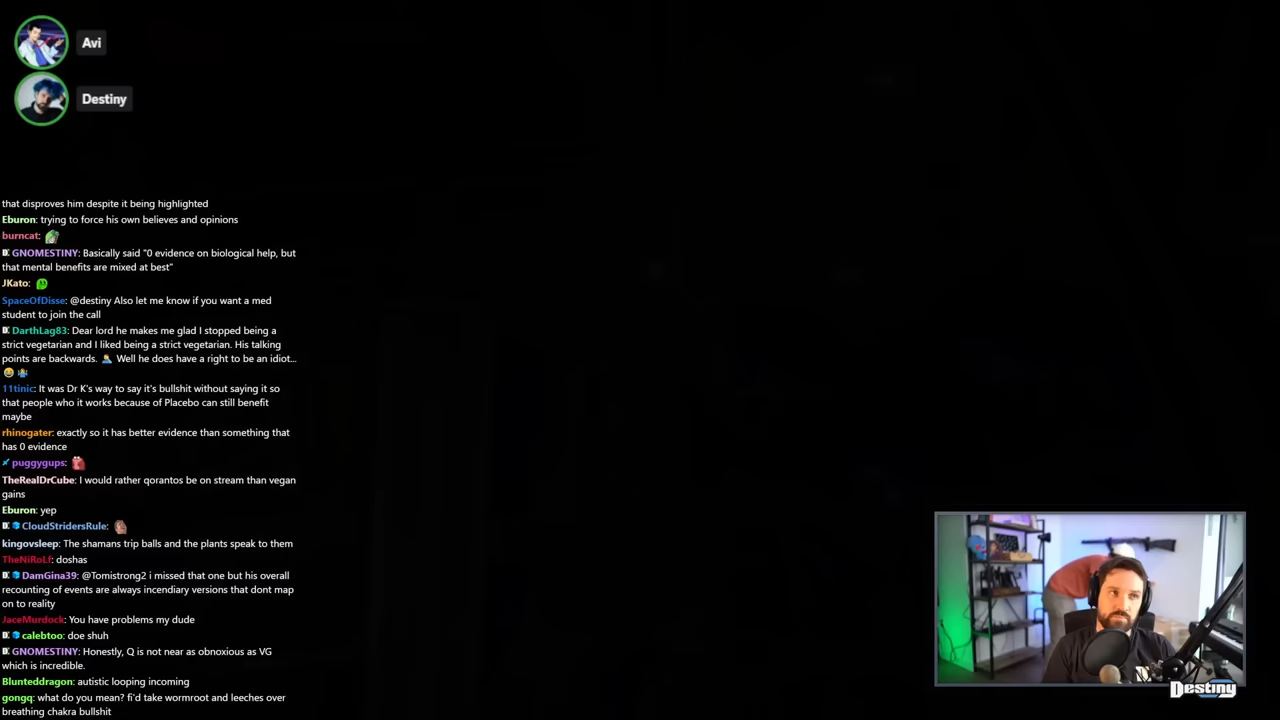 Avi
Destiny
that disproves him despite it being highlighted
Eburon: trying to force his own believes and opinions
burncat:
GNOMESTINY: Basically said "0 evidence on biological help, but
that mental benefits are mixed at best"
JKato:
SpaceOfDisse: @destiny Also let me know if you want a med
student to join the call
DarthLag83: Dear lord he makes me glad I stopped being a
strict vegetarian and I liked being a strict vegetarian. His talking
points are backwards. 🤦‍♂️ Well he does have a right to be an idiot...
😂 🤷‍♂️
11tinic: It was Dr K's way to say it's bullshit without saying it so
that people who it works because of Placebo can still benefit
maybe
rhinogater: exactly so it has better evidence than something that
has 0 evidence
puggygups:
TheRealDrCube: I would rather qorantos be on stream than vegan
gains
Eburon: yep
CloudStridersRule:
kingovsleep: The shamans trip balls and the plants speak to them
TheNiRoLf: doshas
DamGina39: @Tomistrong2 i missed that one but his overall
recounting of events are always incendiary versions that dont map
on to reality
JaceMurdock: You have problems my dude
calebtoo: doe shuh
GNOMESTINY: Honestly, Q is not near as obnoxious as VG
which is incredible.
Blunteddragon: autistic looping incoming
gongq: what do you mean? fi'd take wormroot and leeches over
breathing chakra bullshit
Destiny